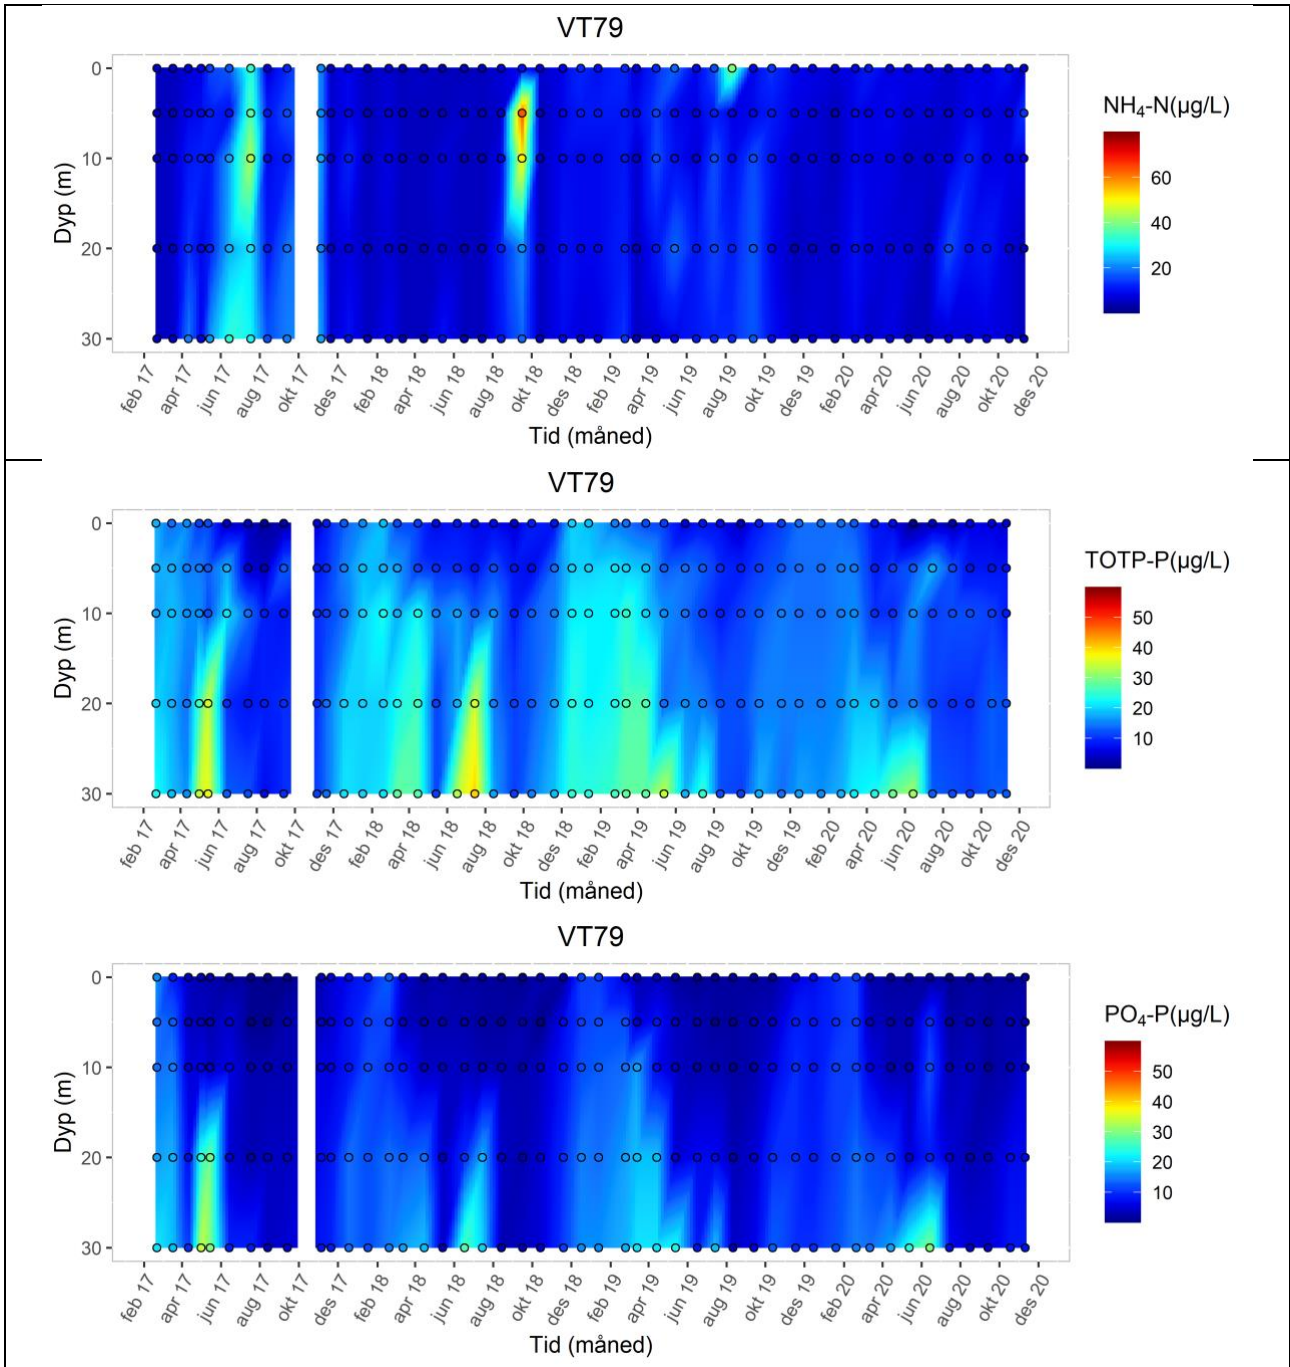 VT79
0
10
20
30
Dyp (m)
feb 17 apr 17 jun 17 aug 17 okt 17 des 17 feb 18 apr 18 jun 18 aug 18 okt 18 des 18 feb 19 apr 19 jun 19 aug 19 okt 19 des 19 feb 20 apr 20 jun 20 aug 20 okt 20 des 20
Tid (måned)
NH₄-N(µg/L)
60
40
20
VT79
0
10
20
30
Dyp (m)
feb 17 apr 17 jun 17 aug 17 okt 17 des 17 feb 18 apr 18 jun 18 aug 18 okt 18 des 18 feb 19 apr 19 jun 19 aug 19 okt 19 des 19 feb 20 apr 20 jun 20 aug 20 okt 20 des 20
Tid (måned)
TOTP-P(µg/L)
50
40
30
20
10
VT79
0
10
20
30
Dyp (m)
feb 17 apr 17 jun 17 aug 17 okt 17 des 17 feb 18 apr 18 jun 18 aug 18 okt 18 des 18 feb 19 apr 19 jun 19 aug 19 okt 19 des 19 feb 20 apr 20 jun 20 aug 20 okt 20 des 20
Tid (måned)
PO₄-P(µg/L)
50
40
30
20
10